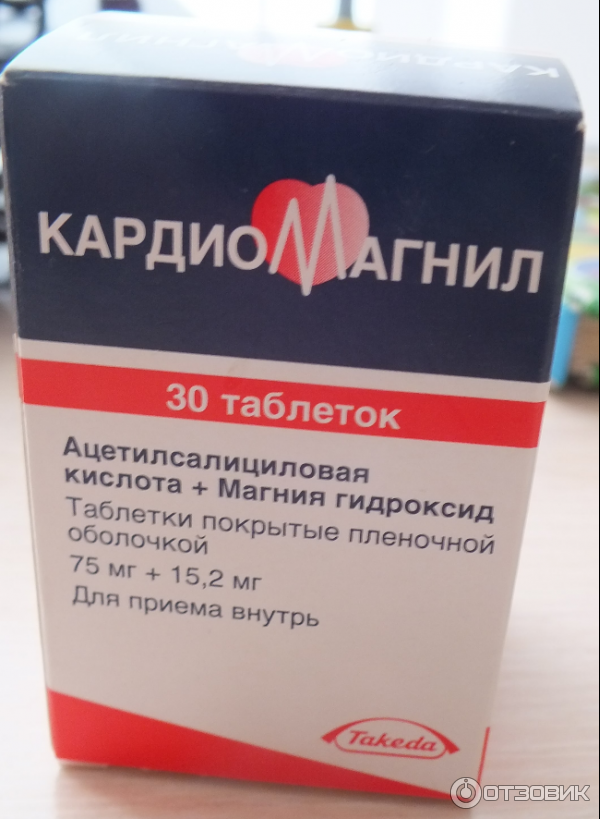 КАРДИОМАГНИЛ
КАРДИОМАГНИЛ
30 таблеток
Ацетилсалициловая
кислота + Магния гидроксид
Таблетки покрытые пленочной
оболочкой
75 мг + 15,2 мг
Для приема внутрь
Takeda
ОТЗОВИК